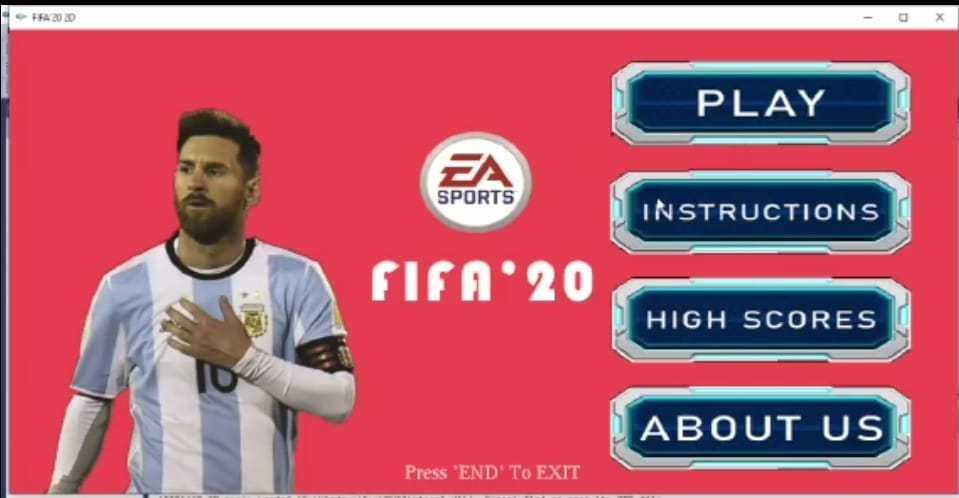 FIFA'20 2D
PLAY
EA
SPORTS
INSTRUCTIONS
FIFA'20
HIGH SCORES
10
ABOUT US
Press 'END' To EXIT